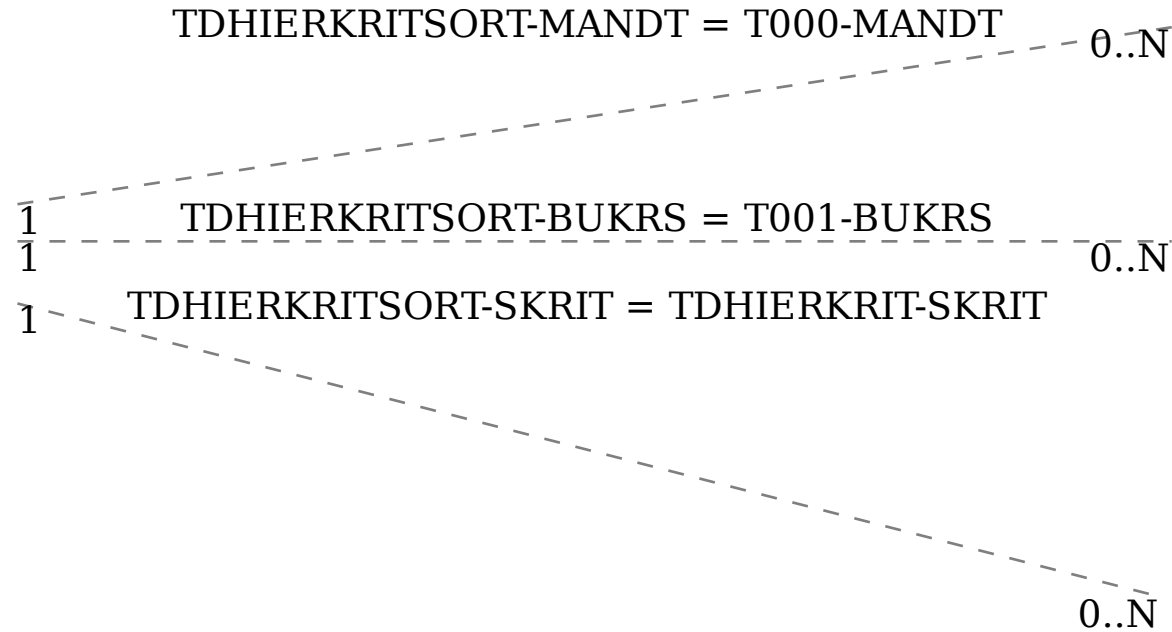 TDHIERKRITSORT-MANDT = T000-MANDT
0..N
1
TDHIERKRITSORT-BUKRS = T001-BUKRS
1
0..N
1
TDHIERKRITSORT-SKRIT = TDHIERKRIT-SKRIT
0..N